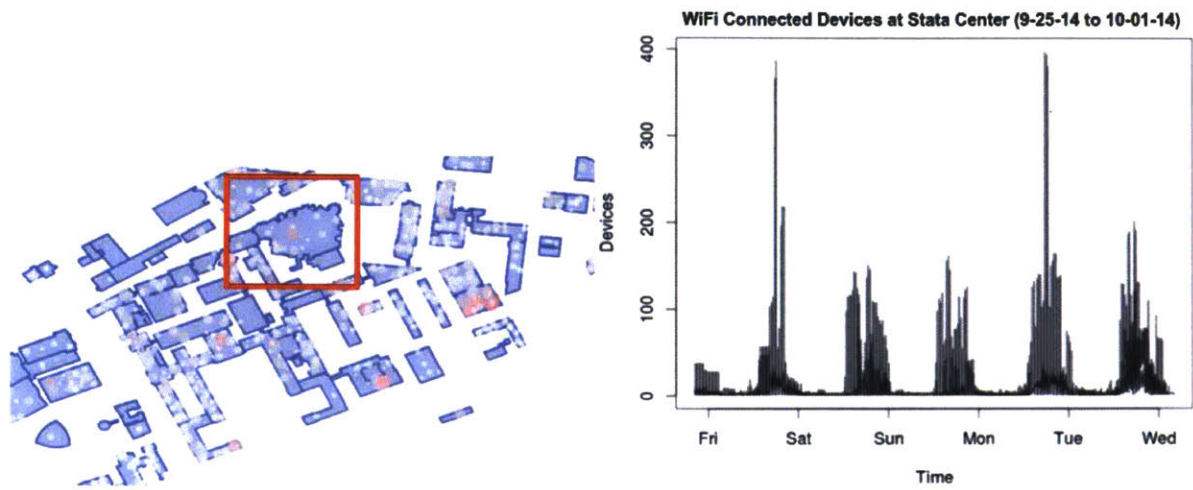 WiFi Connected Devices at Stata Center (9-25-14 to 10-01-14)
Devices
400
300
200
100
0
Fri Sat Sun Mon Tue Wed
Time